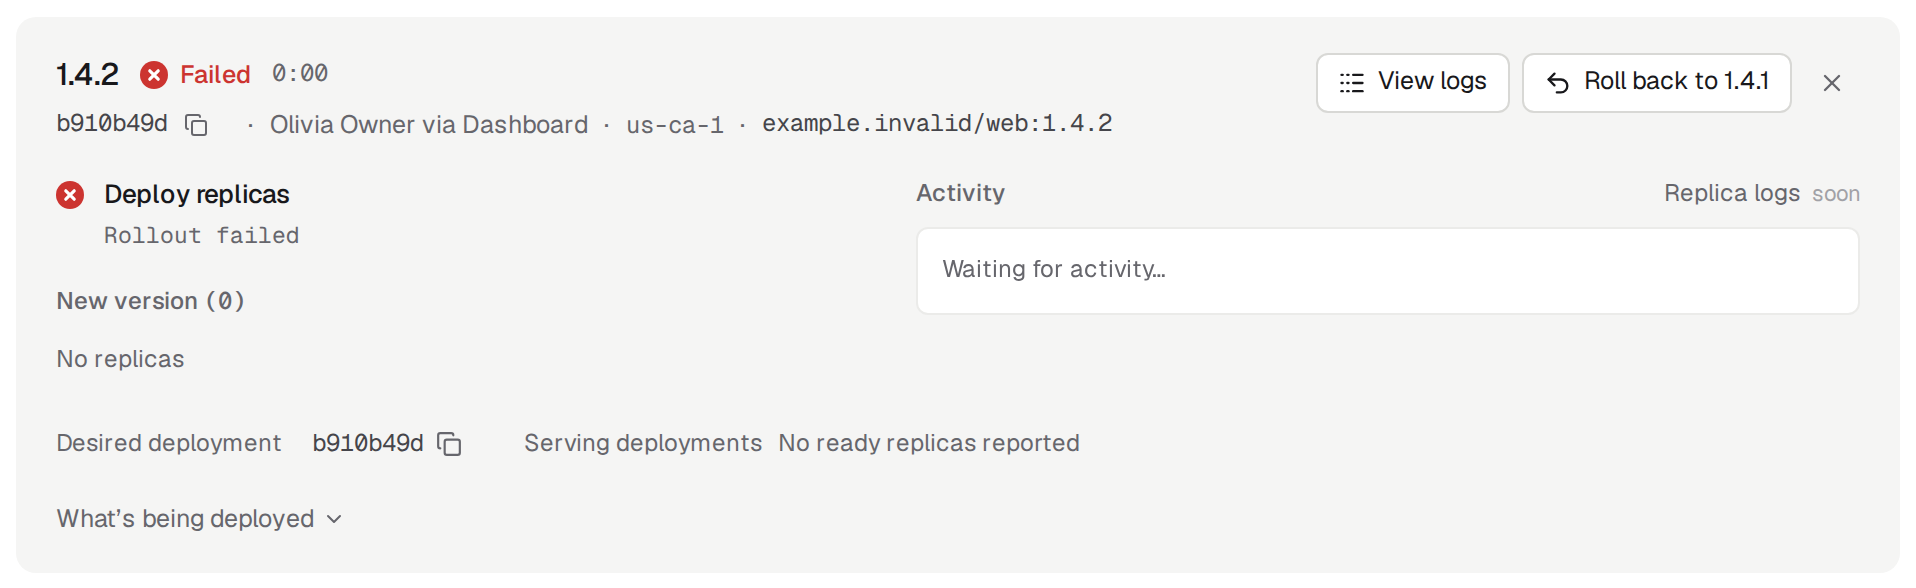 1.4.2 Failed 0:00
View logs
Roll back to 1.4.1
b910b49d · Olivia Owner via Dashboard · us-ca-1 · example.invalid/web:1.4.2
Deploy replicas
Rollout failed
New version (0)
No replicas
Activity
Replica logs soon
Waiting for activity…
Desired deployment b910b49d
Serving deployments No ready replicas reported
What’s being deployed